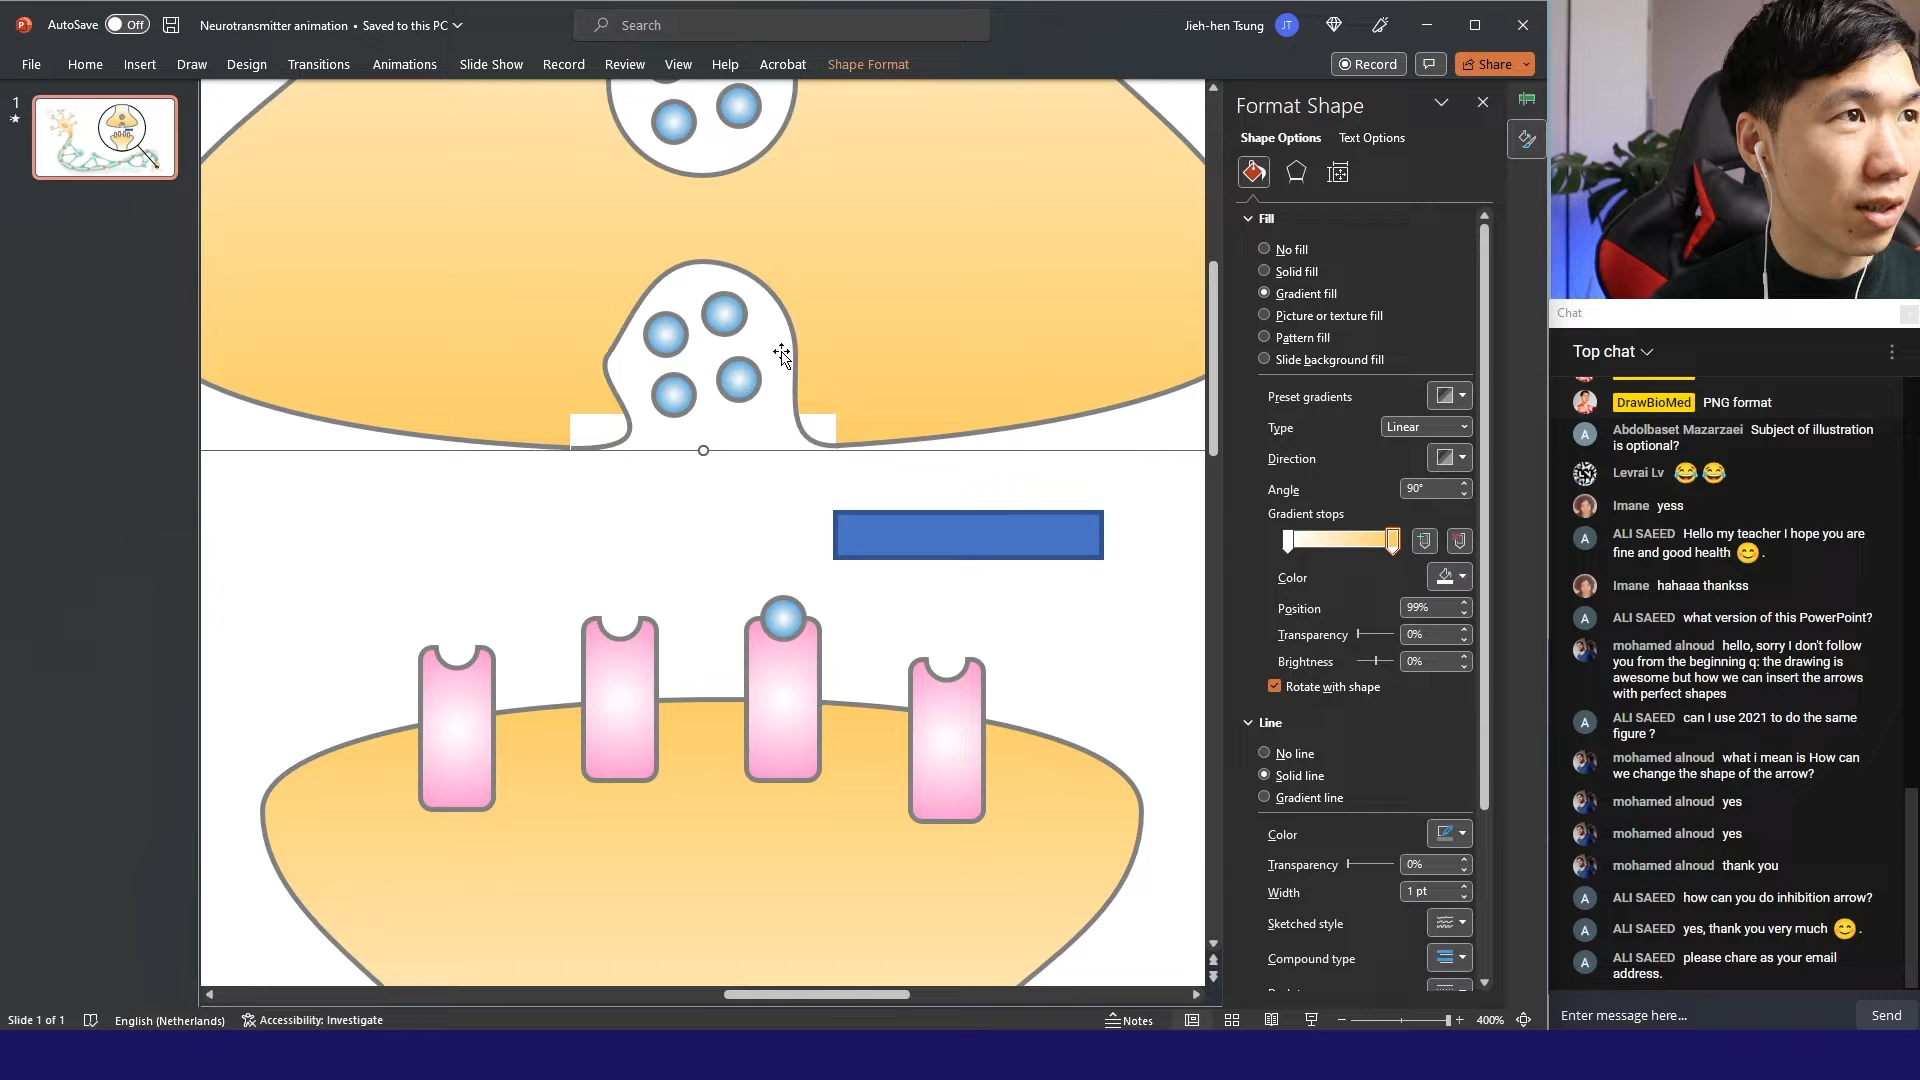 AutoSave Off Neurotransmitter animation • Saved to this PC Search Jieh-hen Tsung JT
File Home Insert Draw Design Transitions Animations Slide Show Record Review View Help Acrobat Shape Format Record Share
1
Format Shape
Shape Options Text Options
Fill
No fill
Solid fill
Gradient fill
Picture or texture fill
Pattern fill
Slide background fill
Preset gradients
Type Linear
Direction
Angle 90°
Gradient stops
Color
Position 99%
Transparency 0%
Brightness 0%
Rotate with shape
Line
No line
Solid line
Gradient line
Color
Transparency 0%
Width 1 pt
Sketched style
Compound type
Slide 1 of 1 English (Netherlands) Accessibility: Investigate Notes 400%
Chat
Top chat
DrawBioMed PNG format
A Abdolbaset Mazarzaei Subject of illustration
is optional?
Levrai Lv
Imane yess
A ALI SAEED Hello my teacher I hope you are
fine and good health .
Imane hahaaa thankss
A ALI SAEED what version of this PowerPoint?
mohamed alnoud hello, sorry I don't follow
you from the beginning q: the drawing is
awesome but how we can insert the arrows
with perfect shapes
A ALI SAEED can I use 2021 to do the same
figure ?
mohamed alnoud what i mean is How can
we change the shape of the arrow?
mohamed alnoud yes
mohamed alnoud yes
mohamed alnoud thank you
A ALI SAEED how can you do inhibition arrow?
A ALI SAEED yes, thank you very much .
A ALI SAEED please chare as your email
address.
Enter message here... Send